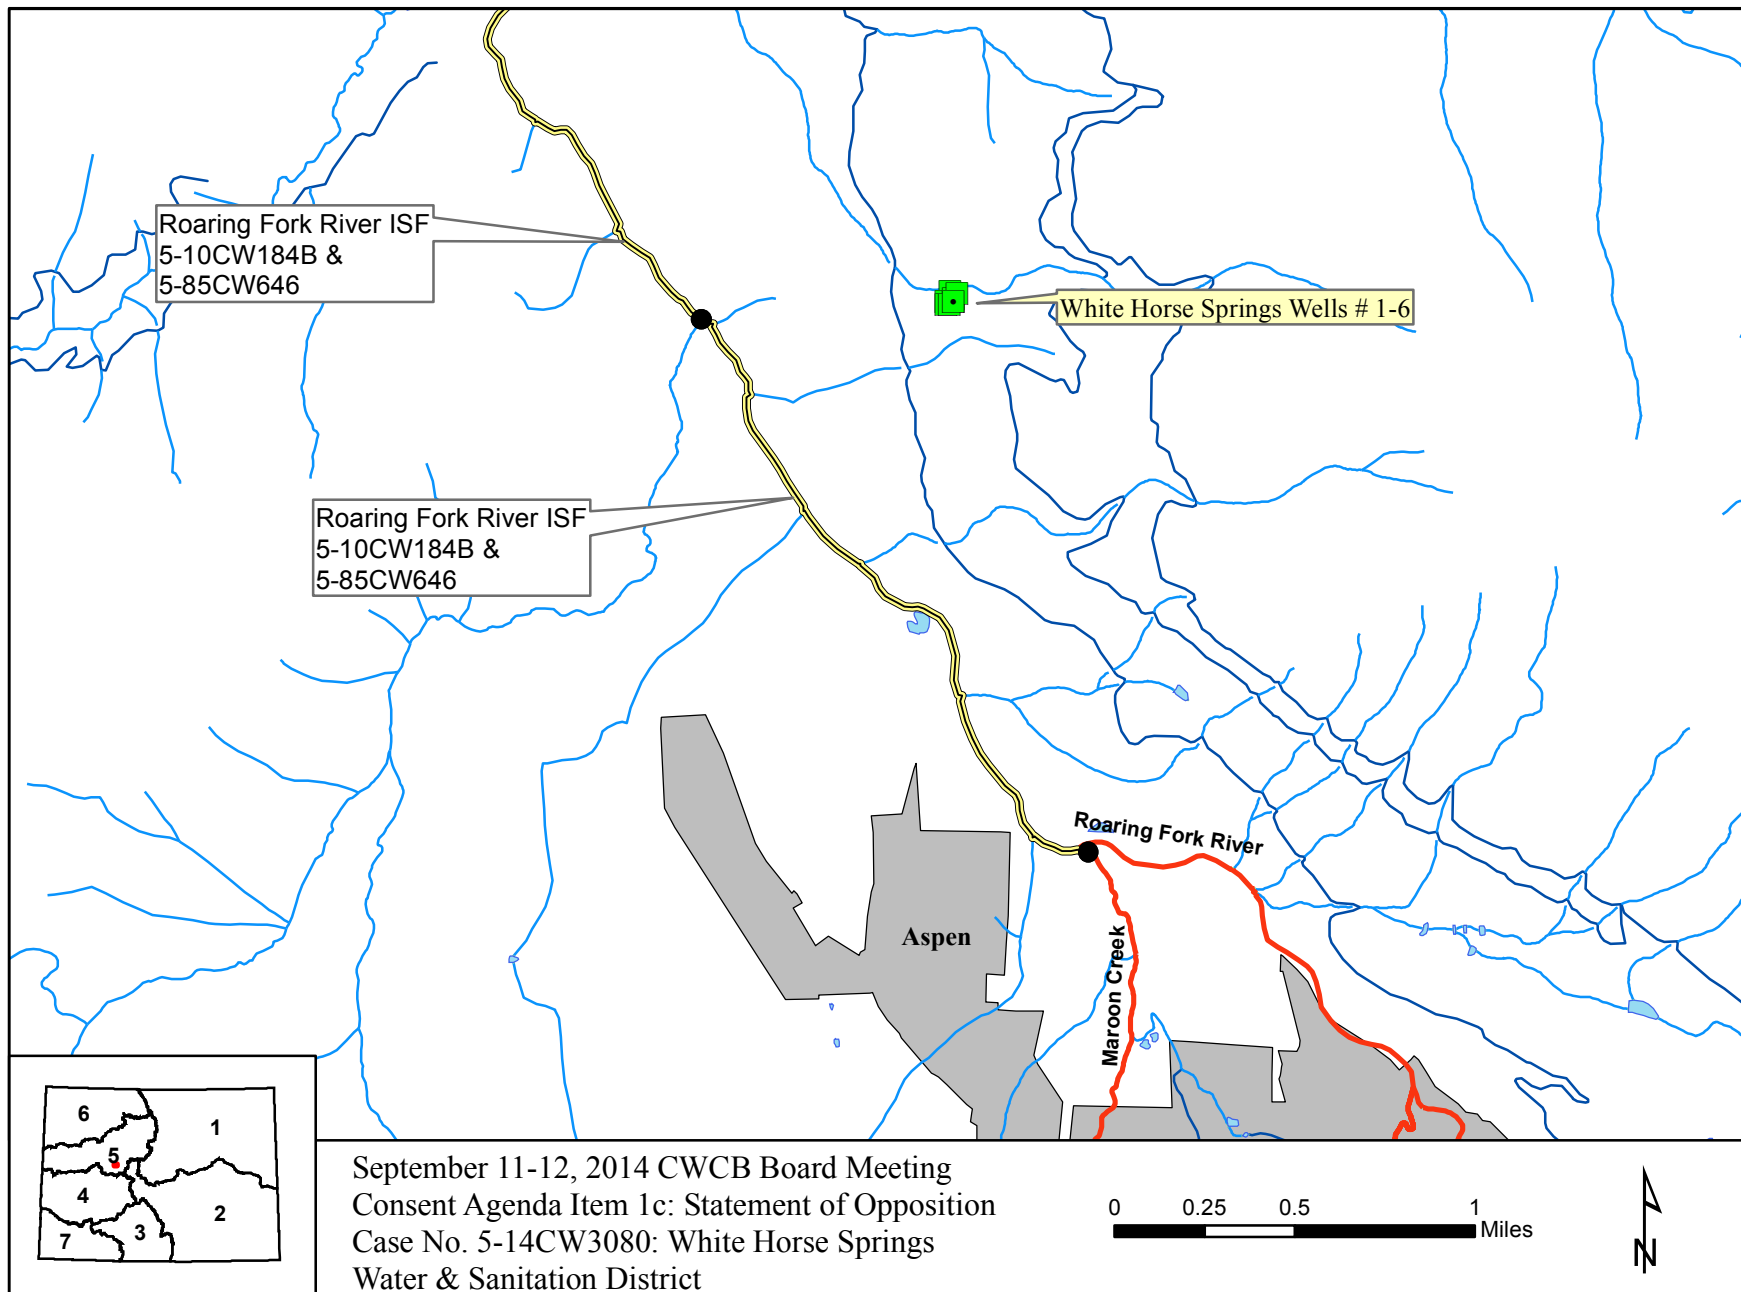 Roaring Fork River ISF
5-10CW184B &
5-85CW646
White Horse Springs Wells # 1-6
Roaring Fork River ISF
5-10CW184B &
5-85CW646
Roaring Fork River
Aspen
Maroon Creek
6
1
5
4
2
3
7
September 11-12, 2014 CWCB Board Meeting
Consent Agenda Item 1c: Statement of Opposition
Case No. 5-14CW3080: White Horse Springs
Water & Sanitation District
0 0.25 0.5 1
Miles
N